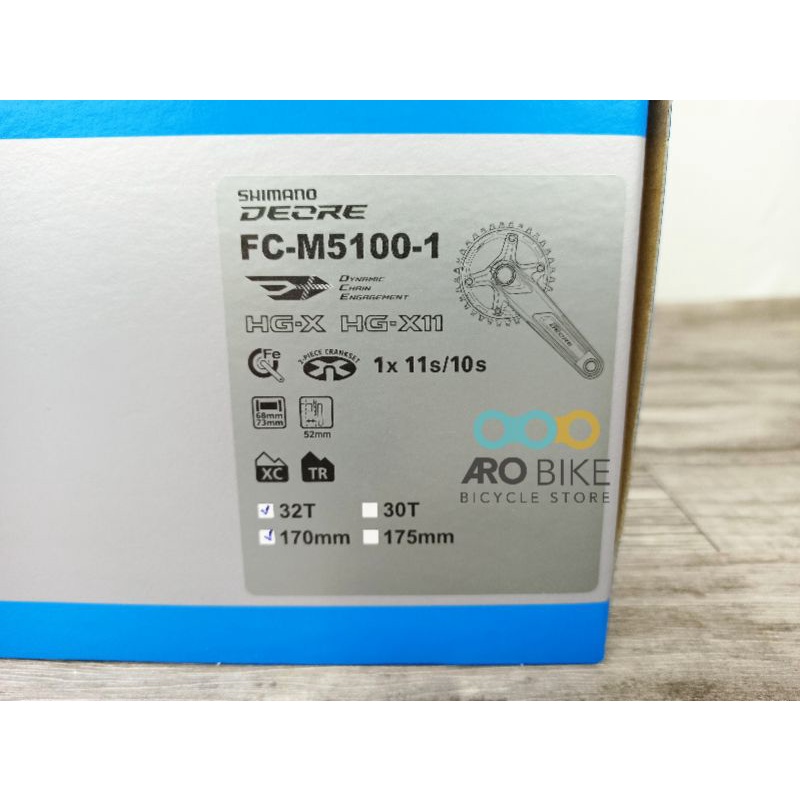 SHIMANO
DEORE
FC-M5100-1
DYNAMIC
CHAIN
ENGAGEMENT
HG-X HG-X11
Fe
2-PIECE CRANKSET
1x 11s/10s
68mm
73mm
52mm
XC TR
32T 30T
170mm 175mm
DEORE
ARO BIKE
BICYCLE STORE